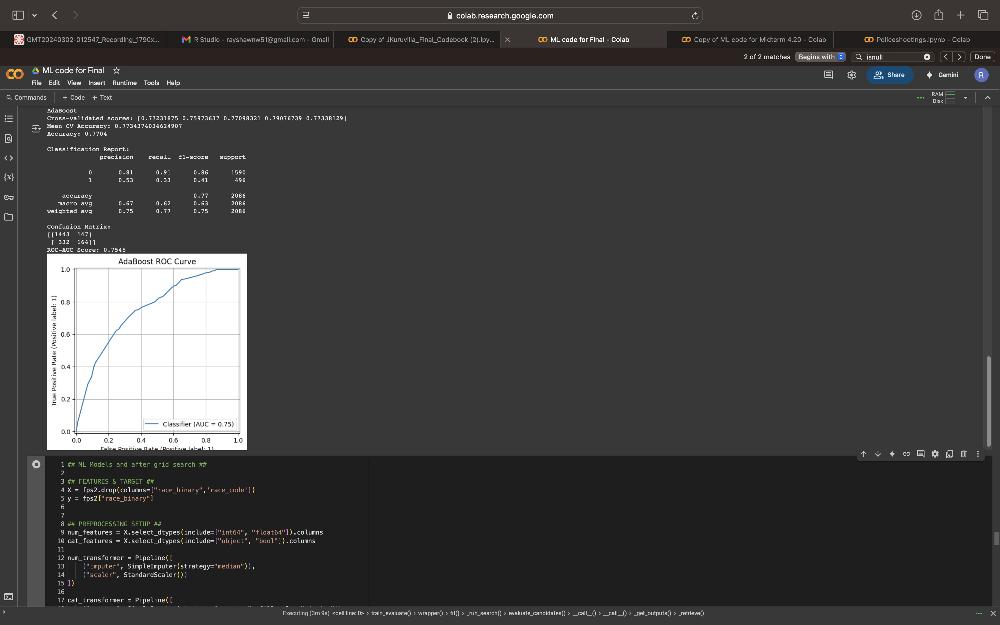 colab.research.google.com
GMT20240302-012547_Recording_1790x...
R Studio - rayshawnw51@gmail.com - Gmail
Copy of JKuruvilla_Final_Codebook (2).ipy...
ML code for Final - Colab
Copy of ML code for Midterm 4.20 - Colab
Policeshootings.ipynb - Colab
2 of 2 matches Begins with isnull Done
ML code for Final
File Edit View Insert Runtime Tools Help
Share Gemini R
Commands + Code + Text
RAM
Disk
AdaBoost
Cross-validated scores: [0.77231875 0.75973637 0.77098321 0.79076739 0.77338129]
Mean CV Accuracy: 0.7734374034624907
Accuracy: 0.7704
Classification Report:
precision recall f1-score support
0 0.81 0.91 0.86 1590
1 0.53 0.33 0.41 496
accuracy 0.77 2086
macro avg 0.67 0.62 0.63 2086
weighted avg 0.75 0.77 0.75 2086
Confusion Matrix:
[[1443 147]
[ 332 164]]
ROC-AUC Score: 0.7545
AdaBoost ROC Curve
1.0
0.8
0.6
0.4
0.2
0.0
True Positive Rate (Positive label: 1)
Classifier (AUC = 0.75)
0.0 0.2 0.4 0.6 0.8 1.0
False Positive Rate (Positive label: 1)
1 ## ML Models and after grid search ##
2
3 ## FEATURES & TARGET ##
4 X = fps2.drop(columns=["race_binary",'race_code'])
5 y = fps2["race_binary"]
6
7
8 ## PREPROCESSING SETUP ##
9 num_features = X.select_dtypes(include=["int64", "float64"]).columns
10 cat_features = X.select_dtypes(include=["object", "bool"]).columns
11
12 num_transformer = Pipeline([
13 ("imputer", SimpleImputer(strategy="median")),
14 ("scaler", StandardScaler())
15 ])
16
17 cat_transformer = Pipeline([
Executing (3m 9s) <cell line: 0> > train_evaluate() > wrapper() > fit() > _run_search() > evaluate_candidates() > __call__() > __call__() > _get_outputs() > _retrieve()